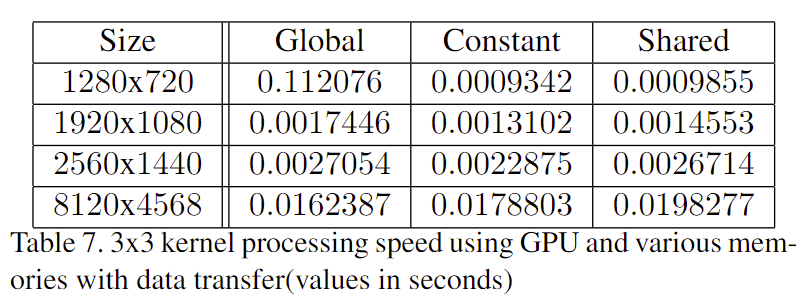 Size Global Constant Shared
1280x720 0.112076 0.0009342 0.0009855
1920x1080 0.0017446 0.0013102 0.0014553
2560x1440 0.0027054 0.0022875 0.0026714
8120x4568 0.0162387 0.0178803 0.0198277
Table 7. 3x3 kernel processing speed using GPU and various mem-
ories with data transfer(values in seconds)